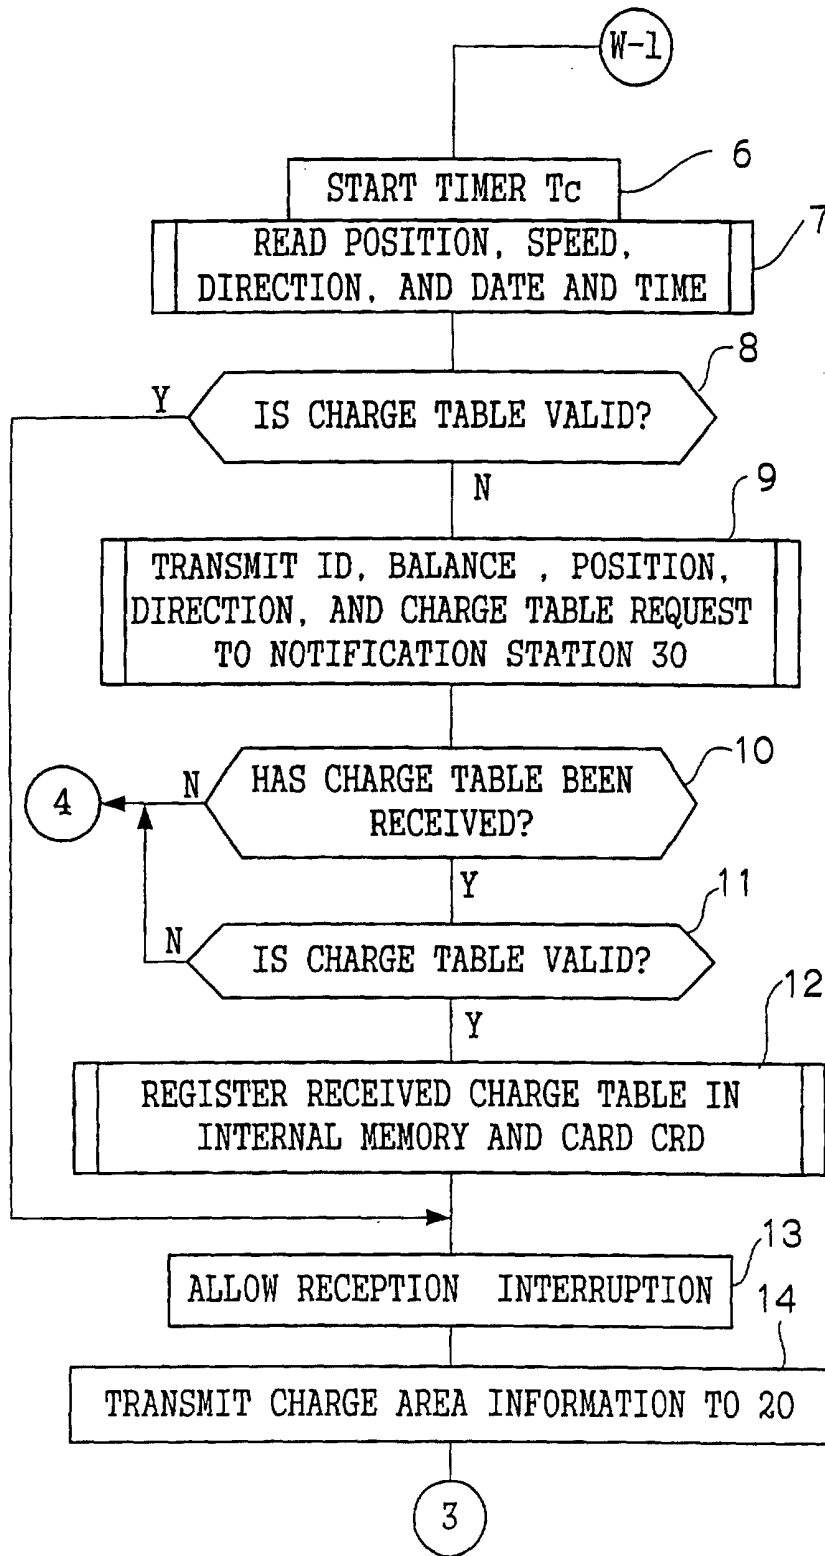 W-1
6
START TIMER Tc
7
READ POSITION, SPEED,
DIRECTION, AND DATE AND TIME
8
Y
IS CHARGE TABLE VALID?
N
9
TRANSMIT ID, BALANCE , POSITION,
DIRECTION, AND CHARGE TABLE REQUEST
TO NOTIFICATION STATION 30
10
4
N
HAS CHARGE TABLE BEEN
RECEIVED?
Y
11
N
IS CHARGE TABLE VALID?
Y
12
REGISTER RECEIVED CHARGE TABLE IN
INTERNAL MEMORY AND CARD CRD
13
ALLOW RECEPTION INTERRUPTION
14
TRANSMIT CHARGE AREA INFORMATION TO 20
3